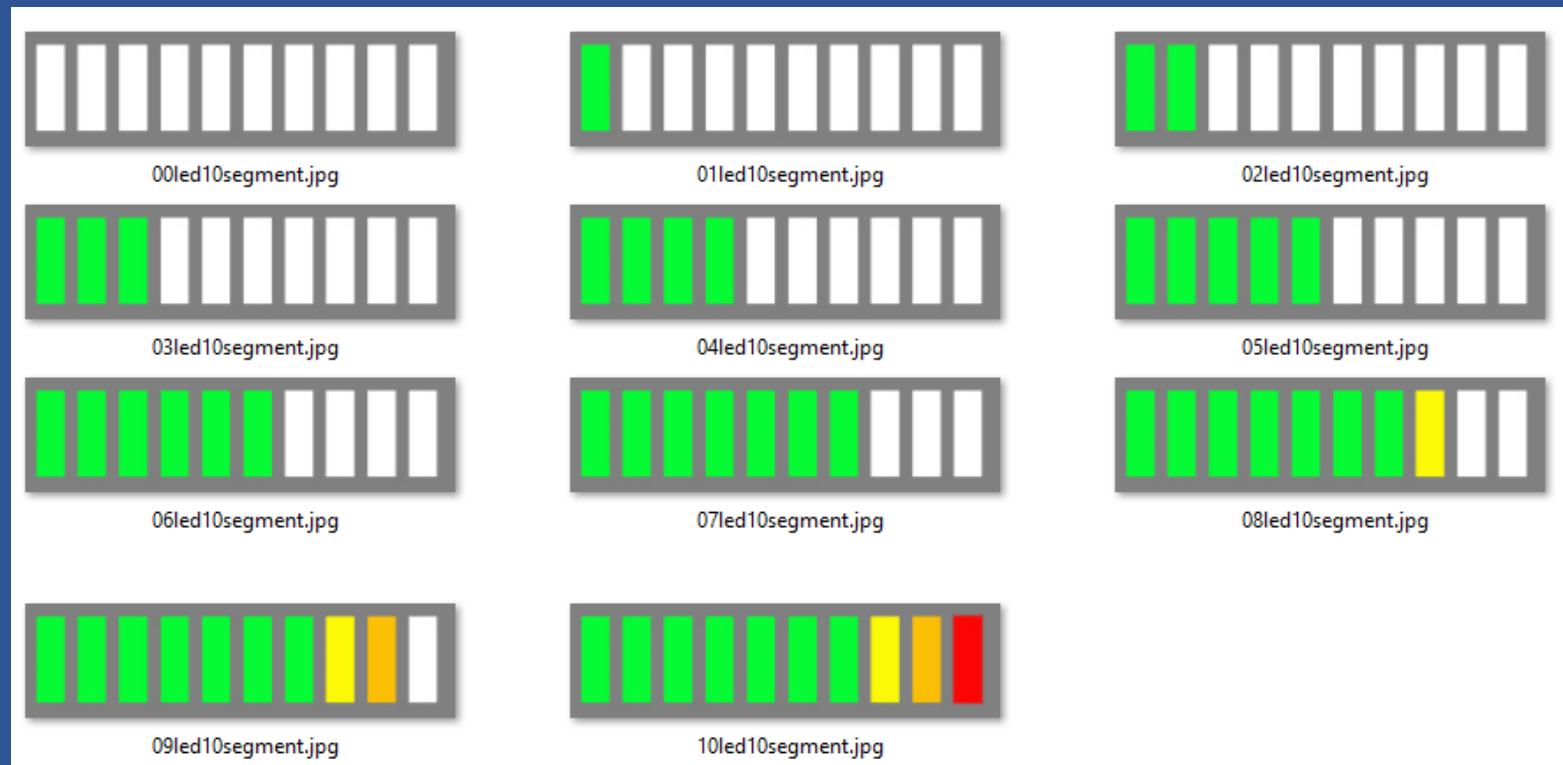 00led10segment.jpg
01led10segment.jpg
02led10segment.jpg
03led10segment.jpg
04led10segment.jpg
05led10segment.jpg
06led10segment.jpg
07led10segment.jpg
08led10segment.jpg
09led10segment.jpg
10led10segment.jpg